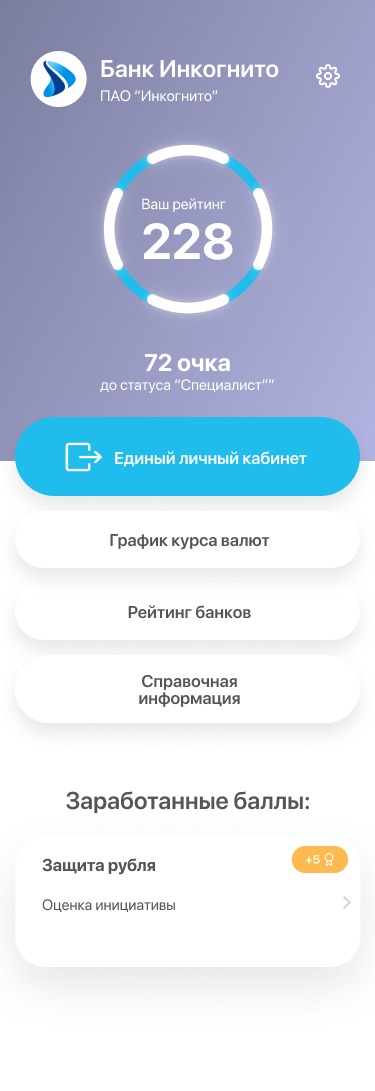 Банк Инкогнито
ПАО “Инкогнито”
Ваш рейтинг
228
72 очка
до статуса “Специалист””
Единый личный кабинет
График курса валют
Рейтинг банков
Справочная
информация
Заработанные баллы:
Защита рубля
+5
Оценка инициативы